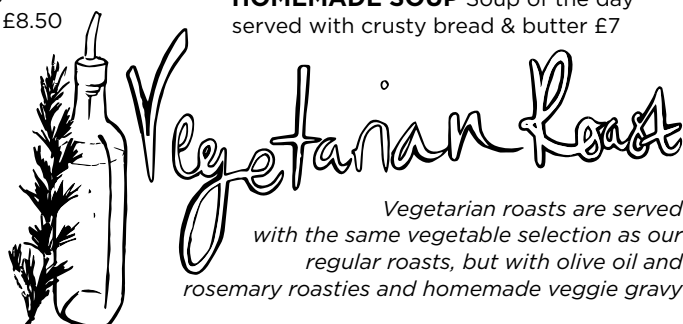 £8.50
HOMEMADE SOUP Soup of the day
served with crusty bread & butter £7
Vegetarian Roast
Vegetarian roasts are served
with the same vegetable selection as our
regular roasts, but with olive oil and
rosemary roasties and homemade veggie gravy